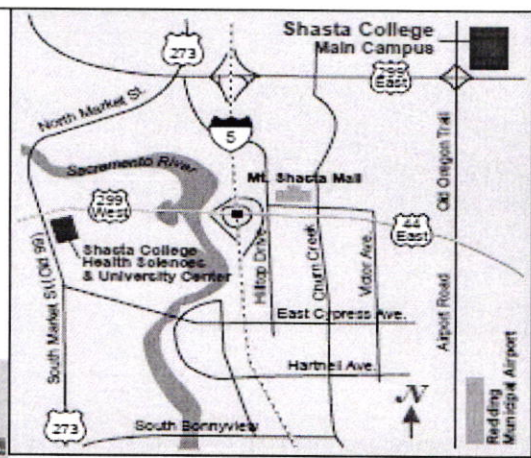 Shasta College
Main Campus
273
299
East
North Market St.
5
Sacramento River
Mt. Shasta Mall
299
West
44
East
Old Oregon Trail
Shasta College
Health Sciences
& University Center
Hilltop Drive
Churn Creek
Victor Ave.
South Market St. (Old 99)
East Cypress Ave.
Airport Road
Hartnell Ave.
N
Redding
Municipal Airport
273
South Bonnyview